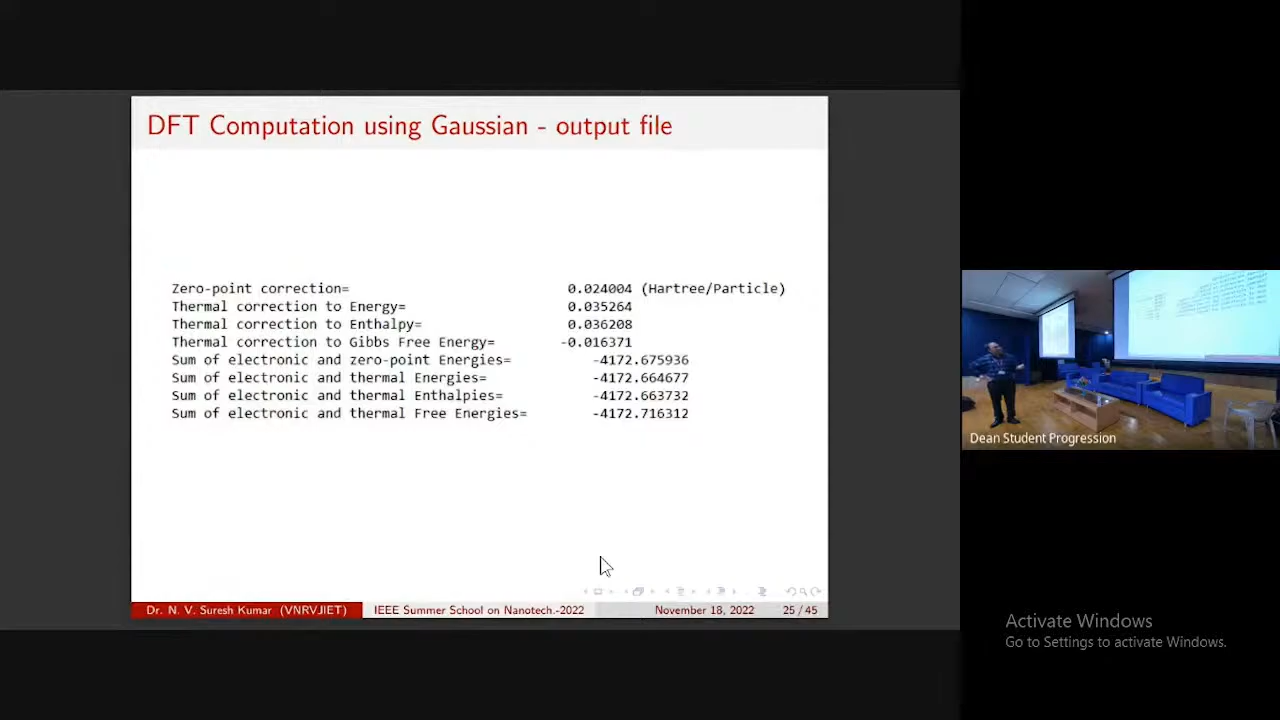 DFT Computation using Gaussian - output file
Zero-point correction= 0.024004 (Hartree/Particle)
Thermal correction to Energy= 0.035264
Thermal correction to Enthalpy= 0.036208
Thermal correction to Gibbs Free Energy= -0.016371
Sum of electronic and zero-point Energies= -4172.675936
Sum of electronic and thermal Energies= -4172.664677
Sum of electronic and thermal Enthalpies= -4172.663732
Sum of electronic and thermal Free Energies= -4172.716312
Dr. N. V. Suresh Kumar (VNRVJIET) IEEE Summer School on Nanotech.-2022 November 18, 2022 25 / 45
Dean Student Progression
Activate Windows
Go to Settings to activate Windows.